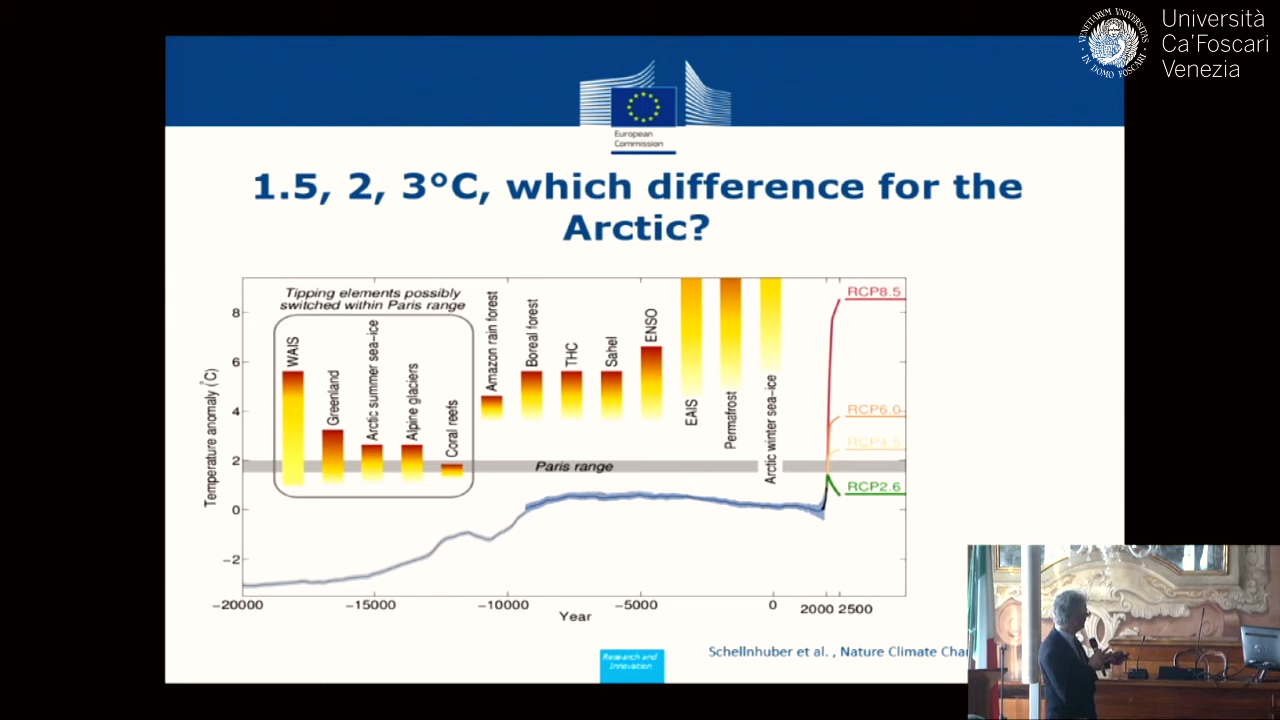 Università
Ca'Foscari
Venezia
European
Commission
1.5, 2, 3°C, which difference for the
Arctic?
Tipping elements possibly
switched within Paris range
WAIS
Greenland
Arctic summer sea-ice
Alpine glaciers
Coral reefs
Amazon rain forest
Boreal forest
THC
Sahel
ENSO
EAIS
Permafrost
Arctic winter sea-ice
Paris range
RCP8.5
RCP6.0
RCP4.5
RCP2.6
Temperature anomaly (°C)
8
6
4
2
0
−2
−20000
−15000
−10000
−5000
0
2000 2500
Year
Schellnhuber et al. , Nature Climate Cha
Research and
Innovation